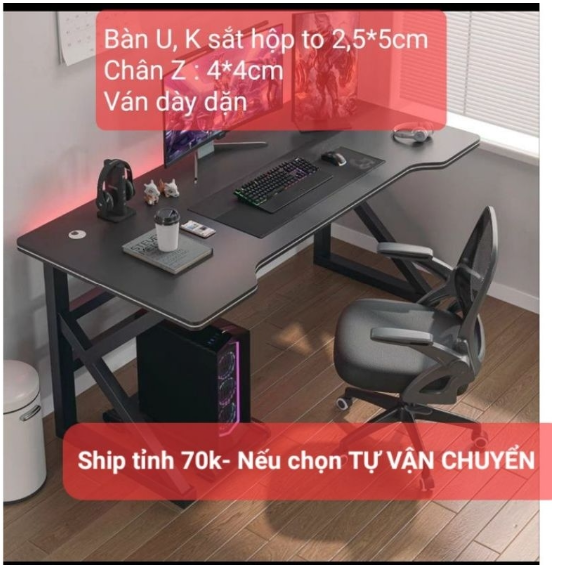 Bàn U, K sắt hộp to 2,5*5cm
Chân Z : 4*4cm
Ván dày dặn
Ship tỉnh 70k- Nếu chọn TỰ VẬN CHUYỂN